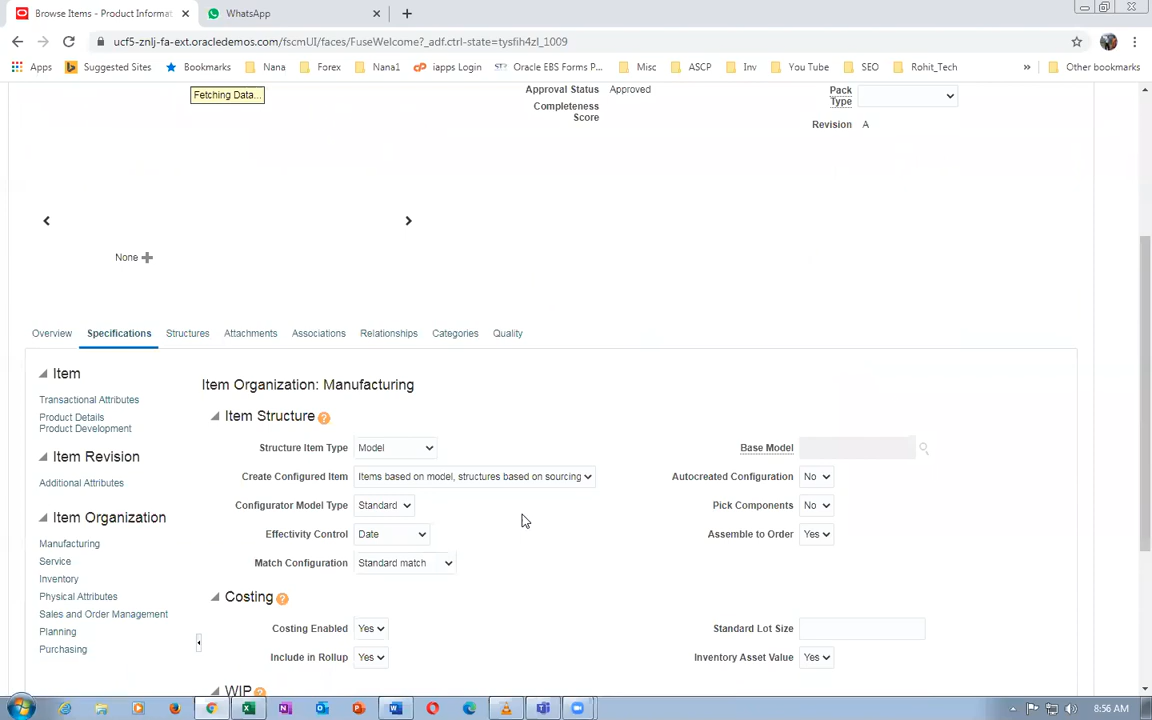 Browse Items - Product Informat
WhatsApp
ucf5-znlj-fa-ext.oracledemos.com/fscmUI/faces/FuseWelcome?_adf.ctrl-state=tysfih4zl_1009
Apps Suggested Sites Bookmarks Nana Forex Nana1 iapps Login Oracle EBS Forms P... Misc ASCP Inv You Tube SEO Rohit_Tech » Other bookmarks
Fetching Data...
Approval Status Approved
Completeness Score
Pack Type
Revision A
None
Overview Specifications Structures Attachments Associations Relationships Categories Quality
Item
Transactional Attributes
Product Details
Product Development
Item Revision
Additional Attributes
Item Organization
Manufacturing
Service
Inventory
Physical Attributes
Sales and Order Management
Planning
Purchasing
Item Organization: Manufacturing
Item Structure ?
Structure Item Type Model Base Model
Create Configured Item Items based on model, structures based on sourcing Autocreated Configuration No
Configurator Model Type Standard Pick Components No
Effectivity Control Date Assemble to Order Yes
Match Configuration Standard match
Costing ?
Costing Enabled Yes Standard Lot Size
Include in Rollup Yes Inventory Asset Value Yes
WIP ?
8:56 AM